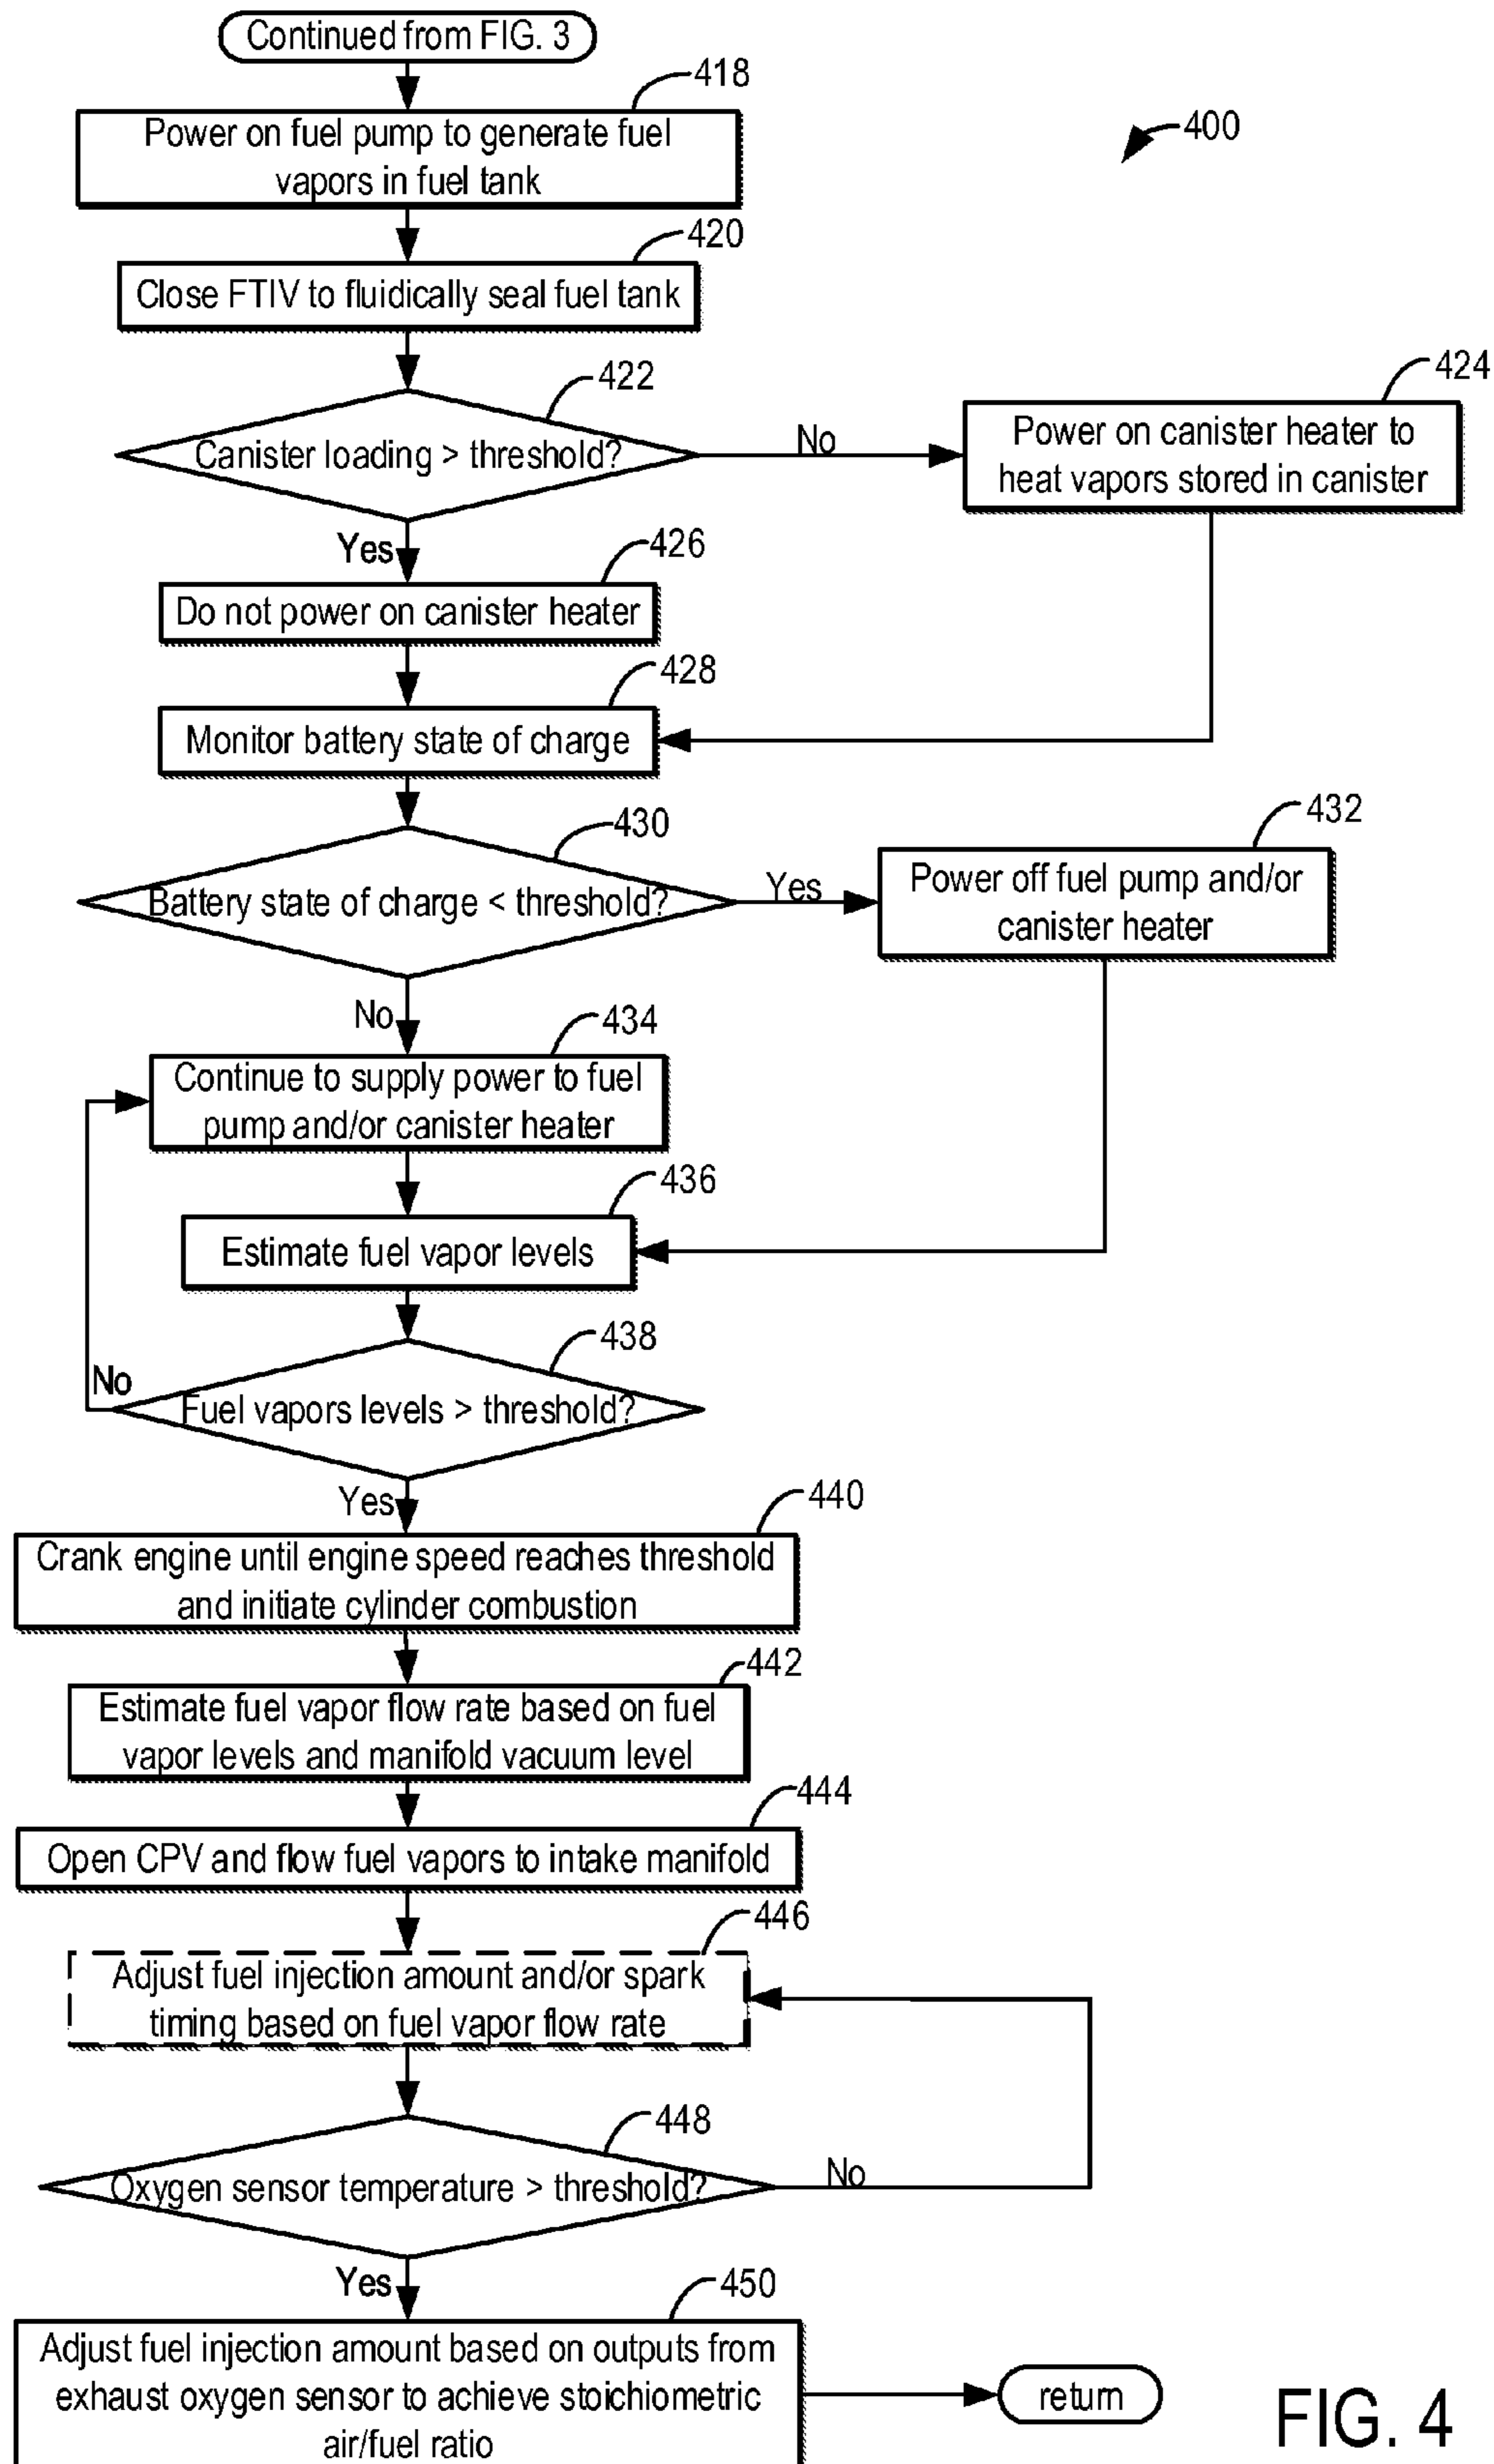 Continued from FIG. 3
418
Power on fuel pump to generate fuel
vapors in fuel tank
400
420
Close FTIV to fluidically seal fuel tank
422
Canister loading > threshold?
No
424
Power on canister heater to
heat vapors stored in canister
Yes
426
Do not power on canister heater
428
Monitor battery state of charge
430
Battery state of charge < threshold?
Yes
432
Power off fuel pump and/or
canister heater
No
434
Continue to supply power to fuel
pump and/or canister heater
436
Estimate fuel vapor levels
438
Fuel vapors levels > threshold?
No
Yes
440
Crank engine until engine speed reaches threshold
and initiate cylinder combustion
442
Estimate fuel vapor flow rate based on fuel
vapor levels and manifold vacuum level
444
Open CPV and flow fuel vapors to intake manifold
446
Adjust fuel injection amount and/or spark
timing based on fuel vapor flow rate
448
Oxygen sensor temperature > threshold?
No
Yes
450
Adjust fuel injection amount based on outputs from
exhaust oxygen sensor to achieve stoichiometric
air/fuel ratio
return
FIG. 4